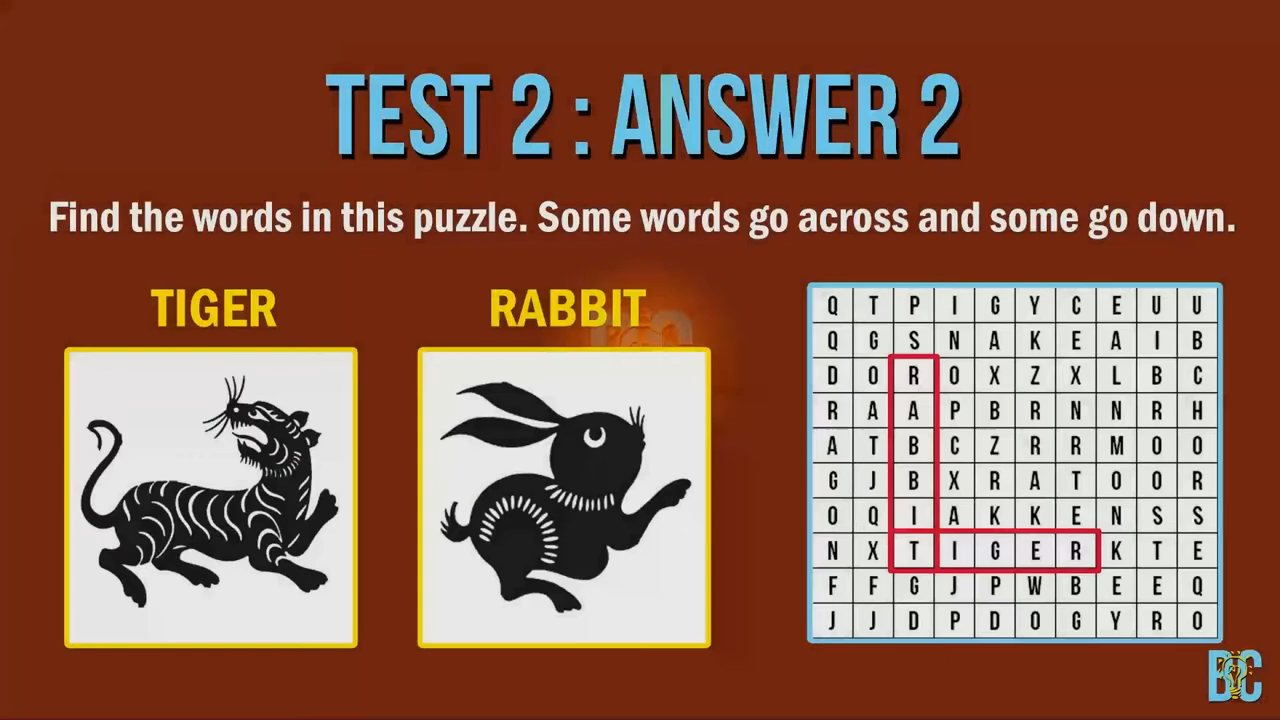 TEST 2 : ANSWER 2
Find the words in this puzzle. Some words go across and some go down.
TIGER
RABBIT
Q T P I G Y C E U U
Q G S N A K E A I B
D O R O X Z X L B C
R A A P B R N N R H
A T B C Z R R M O O
G J B X R A T O O R
O Q I A K K E N S S
N X T I G E R K T E
F F G J P W B E E Q
J J D P D O G Y R O
BC